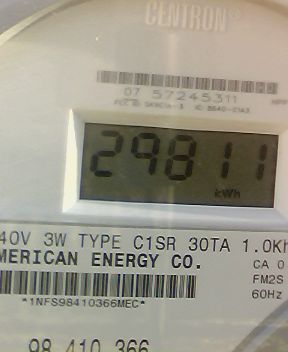 CENTRON®
07 57245311
29811
kWh
40V 3W TYPE C1SR 30TA 1.0Kh
MERICAN ENERGY CO.
CA 0
FM2S
60Hz
*1NFS98410366MEC*
98 410 366